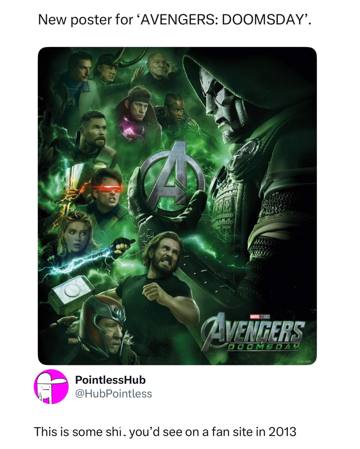 New poster for ‘AVENGERS: DOOMSDAY’.
MARVEL STUDIOS
AVENGERS
DOOMSDAY
PointlessHub
@HubPointless
This is some shi. you’d see on a fan site in 2013